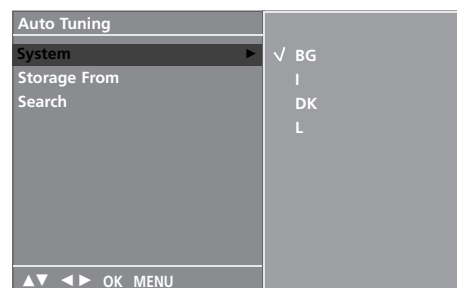 Auto Tuning
System ►
Storage From
Search
√ BG
I
DK
L
▲▼ ◄► OK MENU